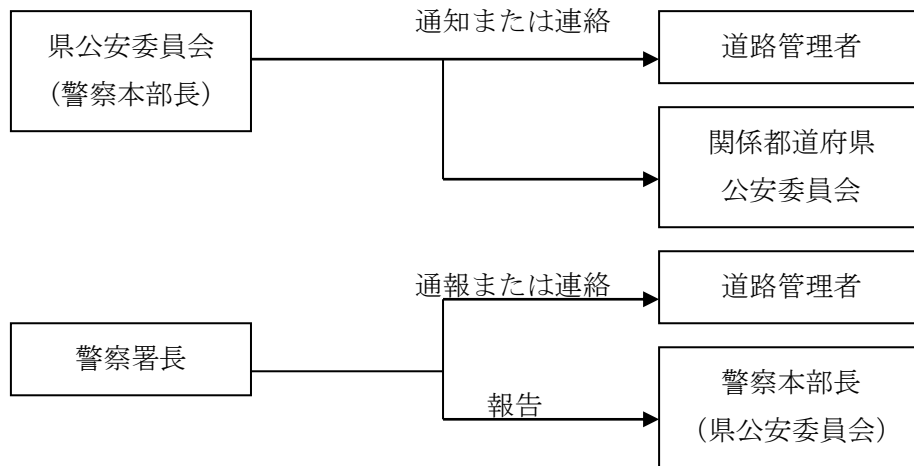 県公安委員会
（警察本部長）
通知または連絡
道路管理者
関係都道府県
公安委員会
警察署長
通報または連絡
道路管理者
報告
警察本部長
（県公安委員会）